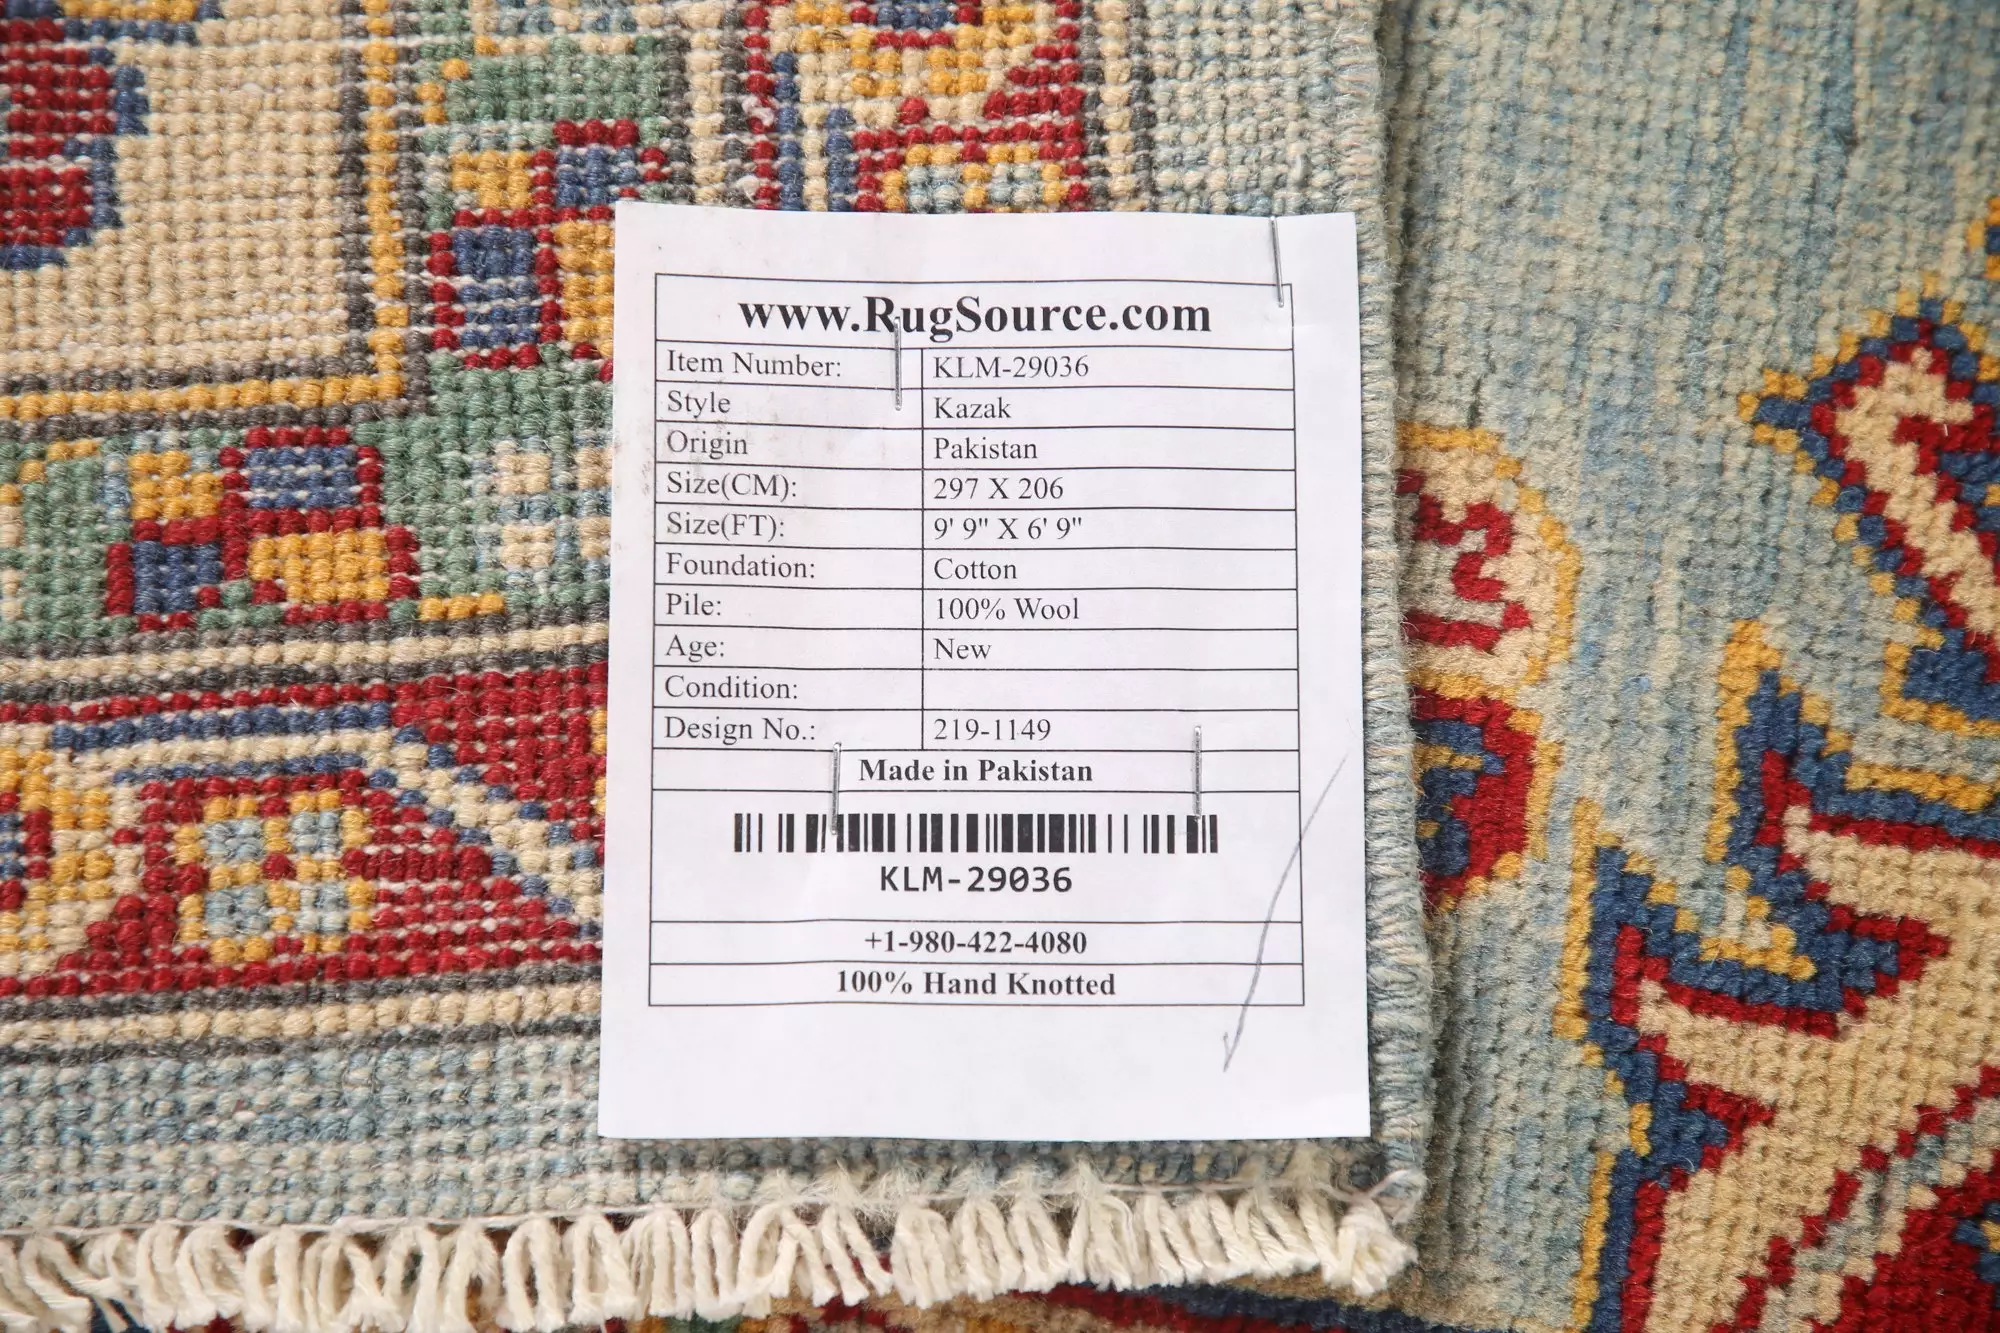 www.RugSource.com
Item Number: KLM-29036
Style Kazak
Origin Pakistan
Size(CM): 297 X 206
Size(FT): 9' 9" X 6' 9"
Foundation: Cotton
Pile: 100% Wool
Age: New
Condition:
Design No.: 219-1149
Made in Pakistan
KLM-29036
+1-980-422-4080
100% Hand Knotted